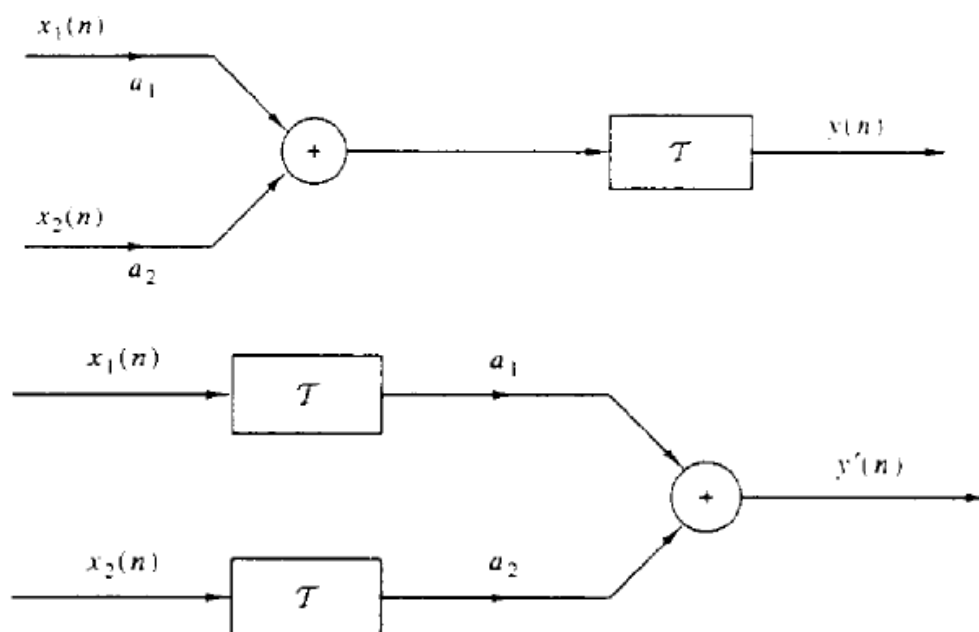 x₁(n)
a₁
+
𝒯
y(n)
x₂(n)
a₂
x₁(n)
𝒯
a₁
+
y′(n)
x₂(n)
𝒯
a₂